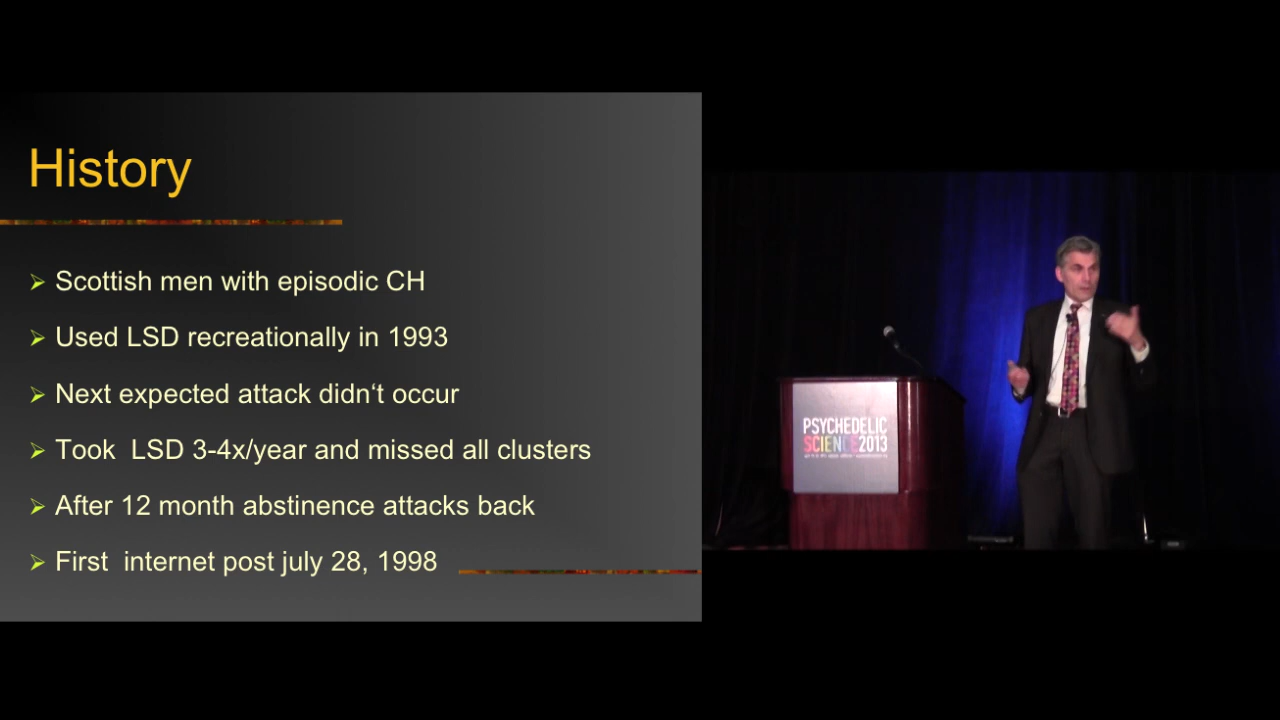 History
Scottish men with episodic CH
Used LSD recreationally in 1993
Next expected attack didn‘t occur
Took  LSD 3-4x/year and missed all clusters
After 12 month abstinence attacks back
First  internet post july 28, 1998
PSYCHEDELIC
SCIENCE2013